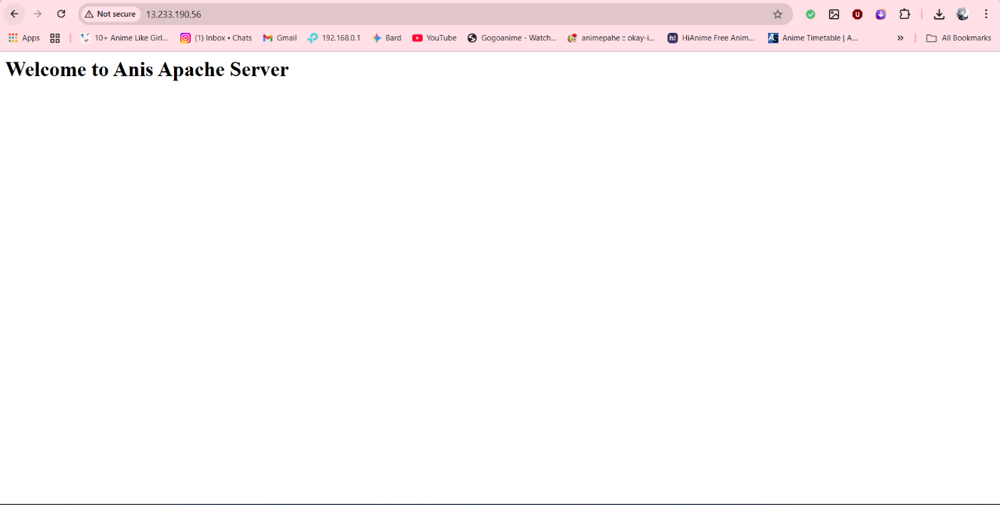 Not secure 13.233.190.56
Apps 10+ Anime Like Girl... (1) Inbox • Chats Gmail 192.168.0.1 Bard YouTube Gogoanime - Watch... animepahe :: okay-i... h! HiAnime Free Anim... AS Anime Timetable | A... » All Bookmarks
Welcome to Anis Apache Server